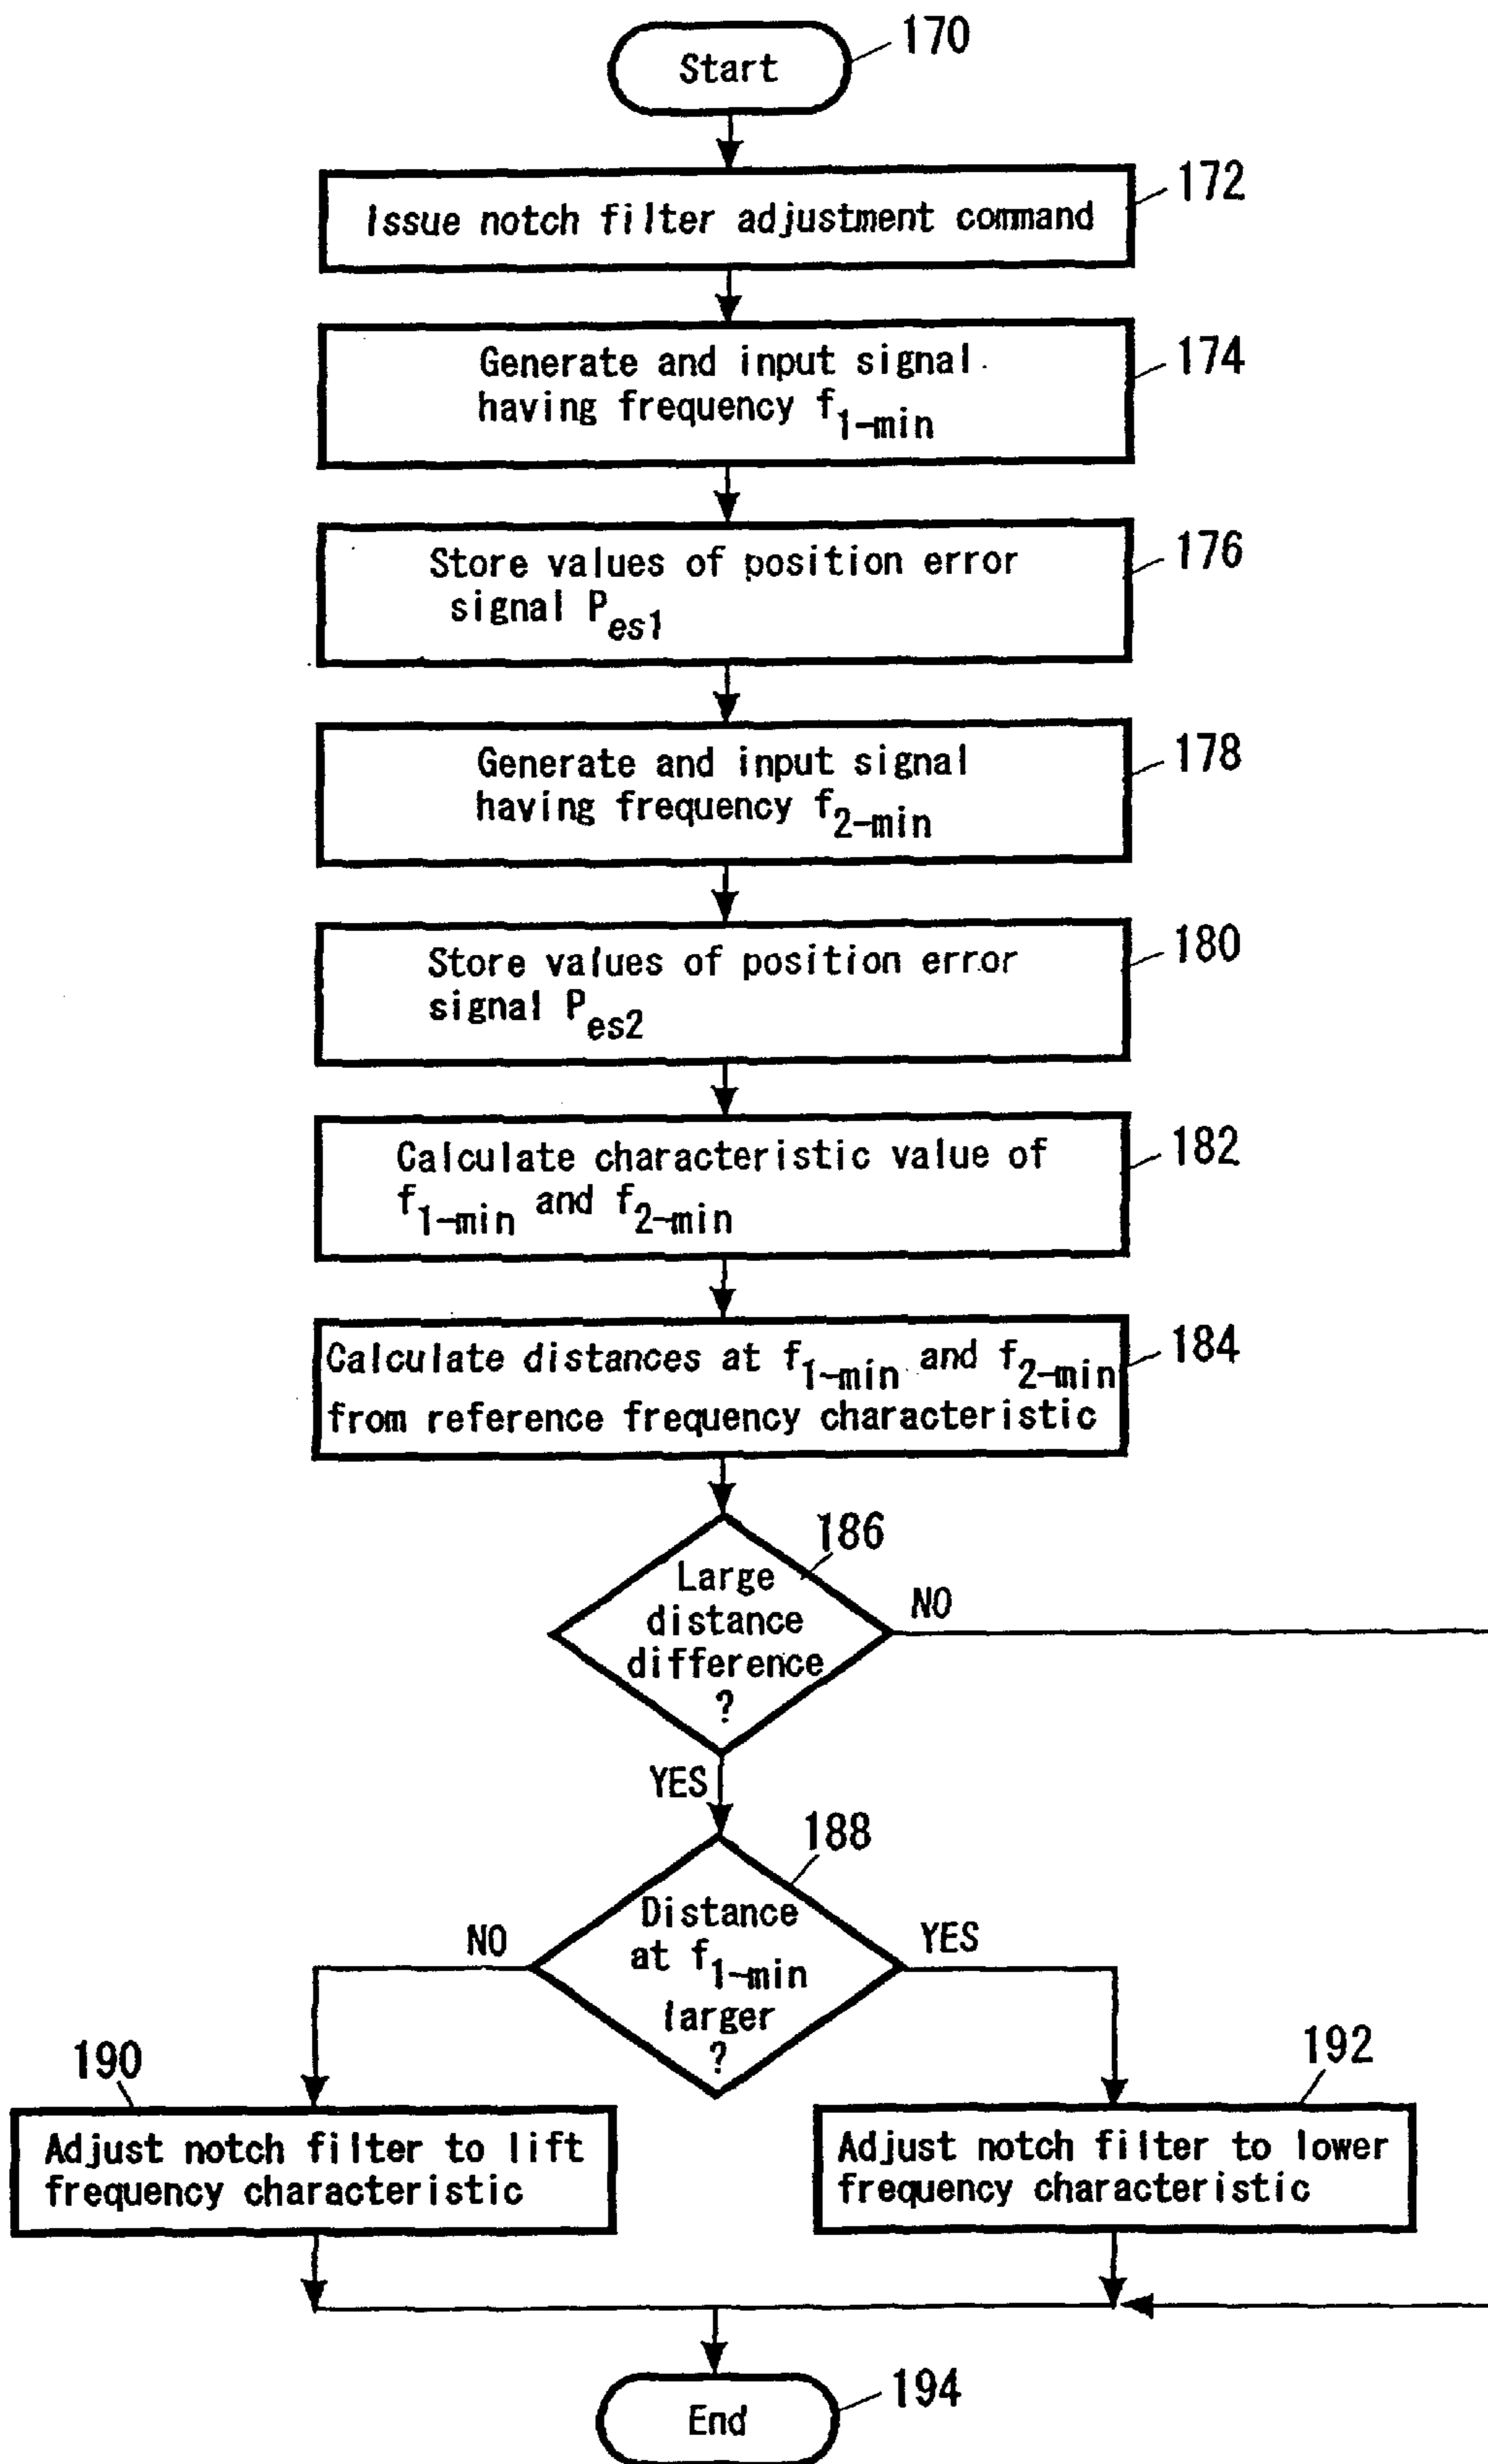 Start
170
Issue notch filter adjustment command
172
Generate and input signal
having frequency f1-min
174
Store values of position error
signal Pes1
176
Generate and input signal
having frequency f2-min
178
Store values of position error
signal Pes2
180
Calculate characteristic value of
f1-min and f2-min
182
Calculate distances at f1-min and f2-min
from reference frequency characteristic
184
186
Large
distance
difference
?
NO
YES
188
Distance
at f1-min
larger
?
NO
YES
190
Adjust notch filter to lift
frequency characteristic
192
Adjust notch filter to lower
frequency characteristic
End
194